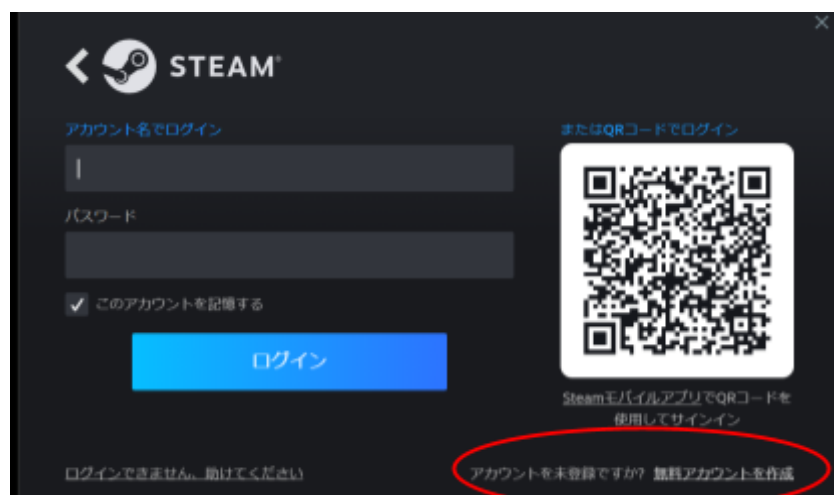 STEAM
アカウント名でログイン
またはQRコードでログイン
パスワード
このアカウントを記憶する
ログイン
SteamモバイルアプリでQRコードを
使用してサインイン
ログインできません、助けてください
アカウントを未登録ですか? 無料アカウントを作成